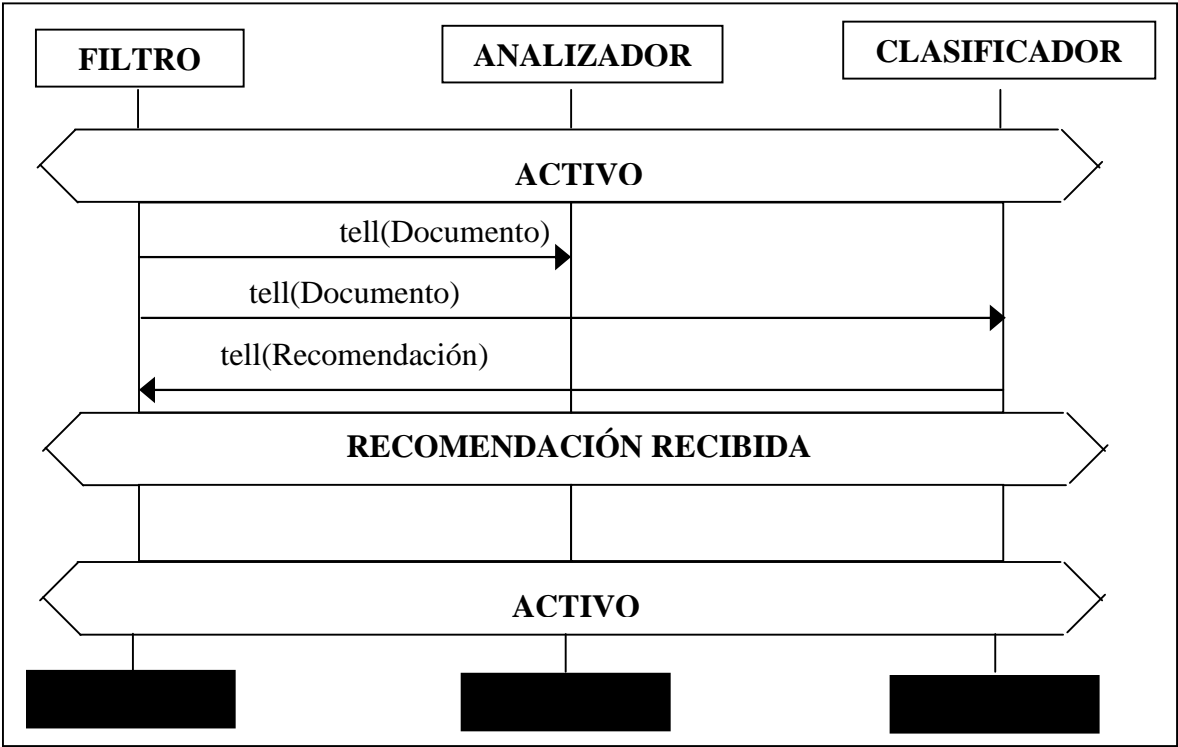 FILTRO
ANALIZADOR
CLASIFICADOR
ACTIVO
tell(Documento)
tell(Documento)
tell(Recomendación)
RECOMENDACIÓN RECIBIDA
ACTIVO